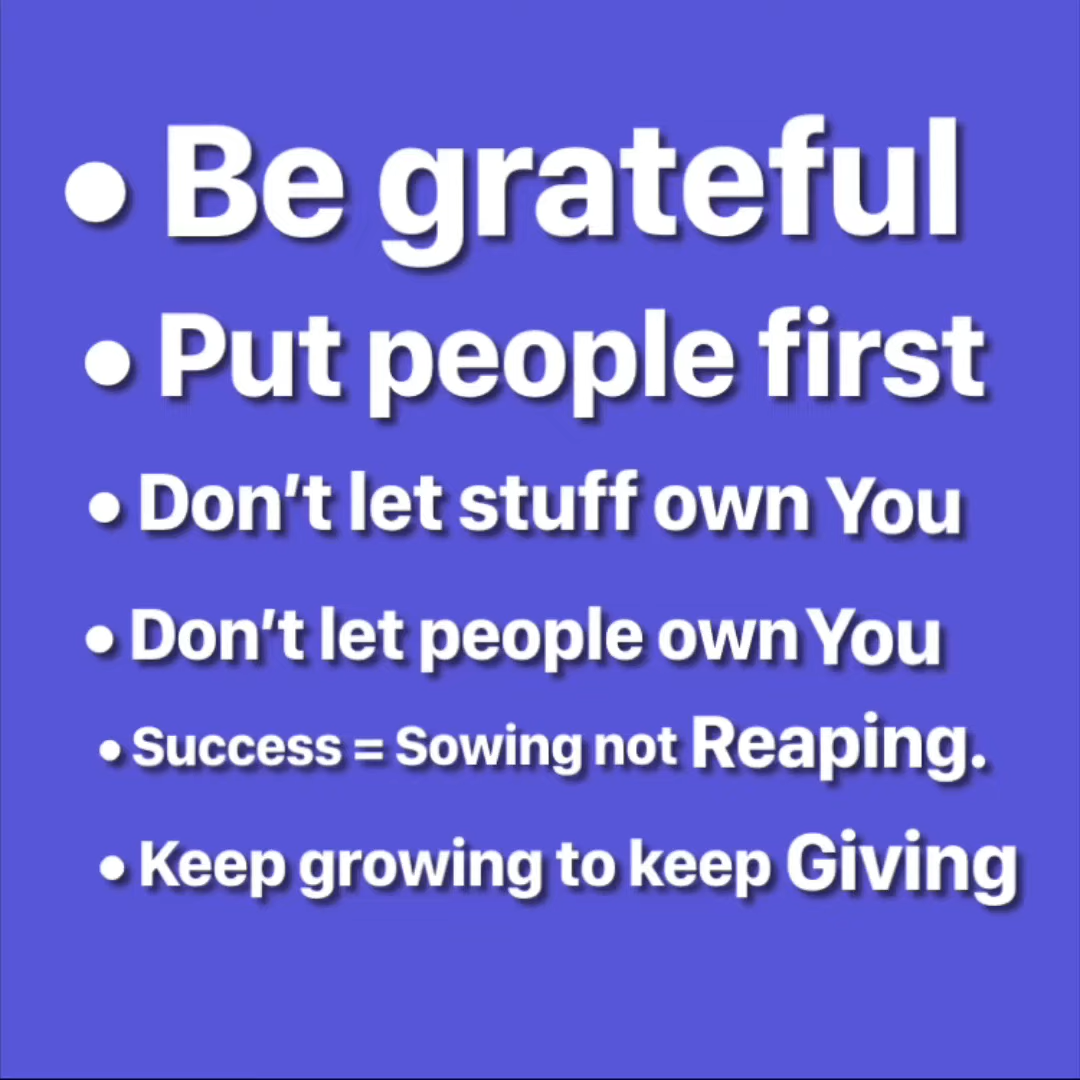 • Be grateful
• Put people first
• Don’t let stuff own You
• Don’t let people own You
• Success = Sowing not Reaping.
• Keep growing to keep Giving